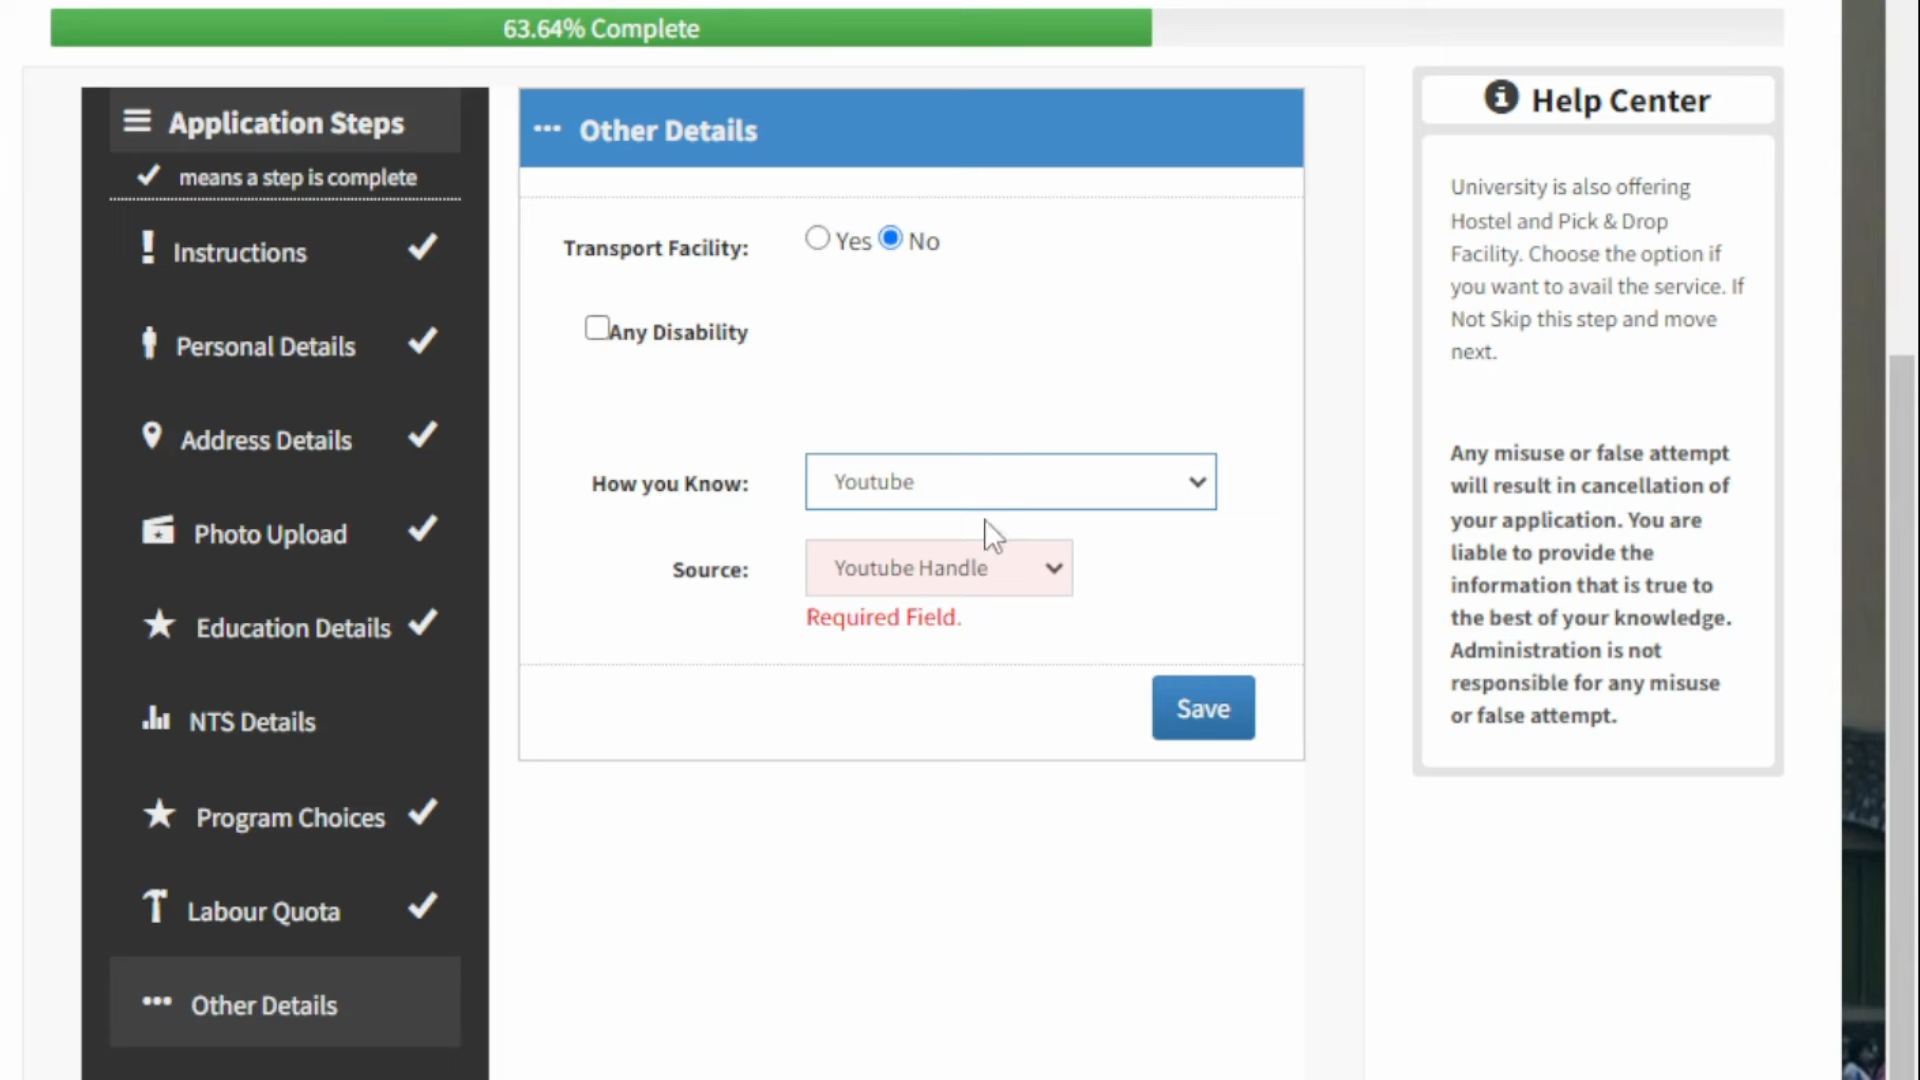 63.64% Complete
Application Steps
means a step is complete
Instructions
Personal Details
Address Details
Photo Upload
Education Details
NTS Details
Program Choices
Labour Quota
Other Details
Other Details
Transport Facility:
Yes No
Any Disability
How you Know:
Youtube
Source:
Youtube Handle
Required Field.
Save
Help Center
University is also offering
Hostel and Pick & Drop
Facility. Choose the option if
you want to avail the service. If
Not Skip this step and move
next.
Any misuse or false attempt
will result in cancellation of
your application. You are
liable to provide the
information that is true to
the best of your knowledge.
Administration is not
responsible for any misuse
or false attempt.